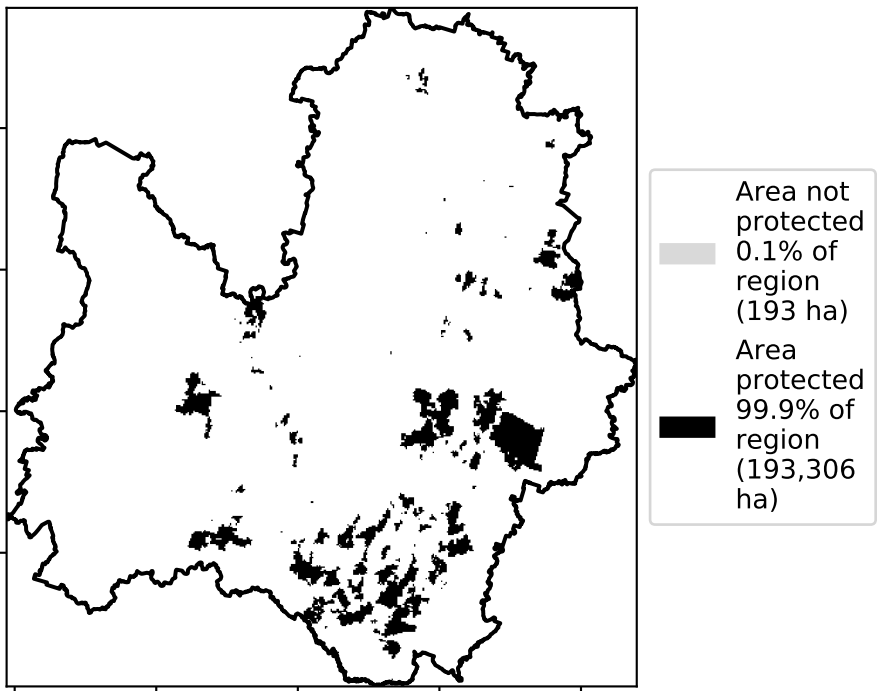 Area not
protected
0.1% of
region
(193 ha)
Area
protected
99.9% of
region
(193,306
ha)